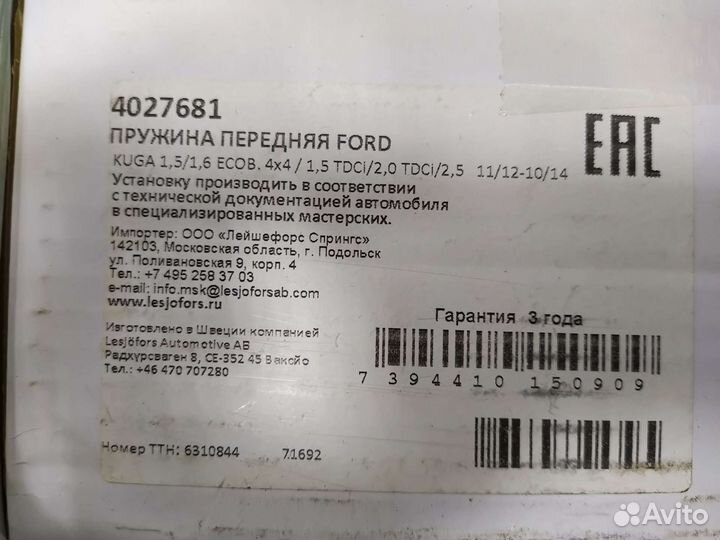 4027681
ПРУЖИНА ПЕРЕДНЯЯ FORD
KUGA 1,5/1,6 ECOB. 4x4 / 1,5 TDCi/2,0 TDCi/2,5 11/12-10/14
Установку производить в соответствии
с технической документацией автомобиля
в специализированных мастерских.
Импортер: ООО «Лейшефорс Спрингс»
142103, Московская область, г. Подольск
ул. Поливановская 9, корп. 4
Тел.: +7 495 258 37 03
e-mail: info.msk@lesjoforsab.com
www.lesjofors.ru
EAC
Гарантия 3 года
Изготовлено в Швеции компанией
Lesjöfors Automotive AB
Радхурсваген 8, CE-352 45 Ваксйо
Тел.: +46 470 707280
7 394410 150909
Номер ТТН: 6310844 71692
Avito